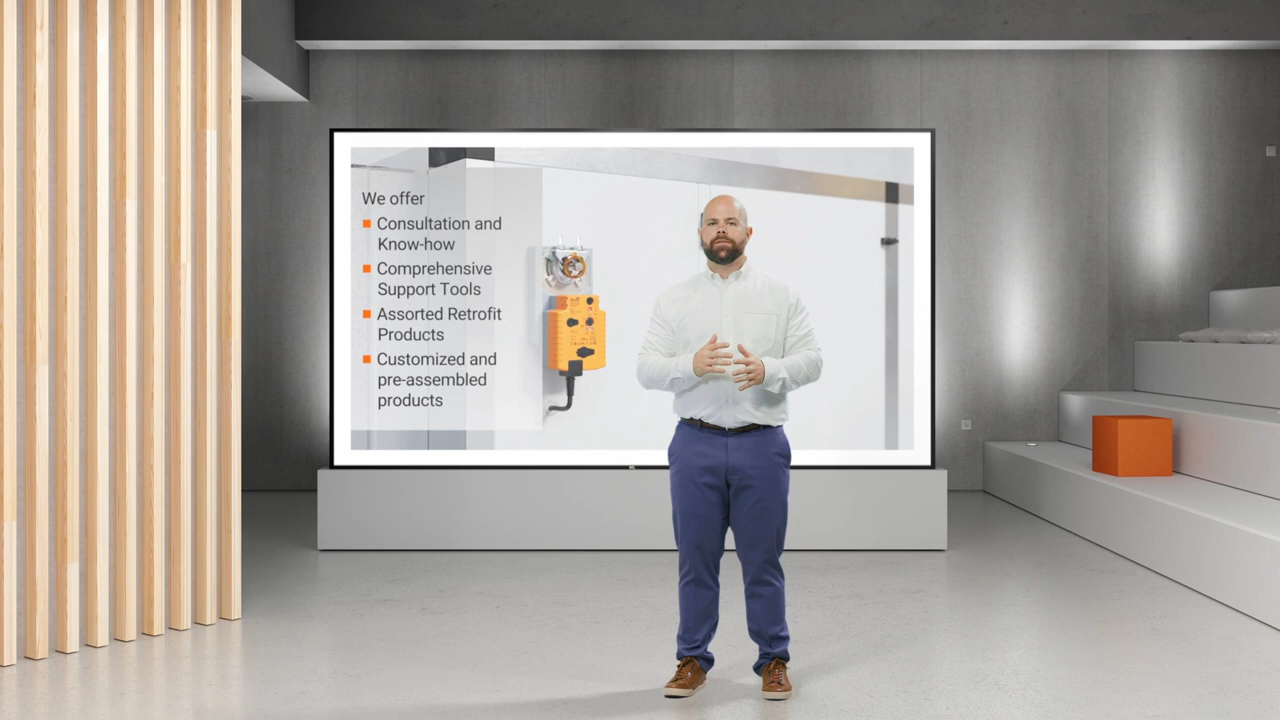 We offer
Consultation and
Know-how
Comprehensive
Support Tools
Assorted Retrofit
Products
Customized and
pre-assembled
products